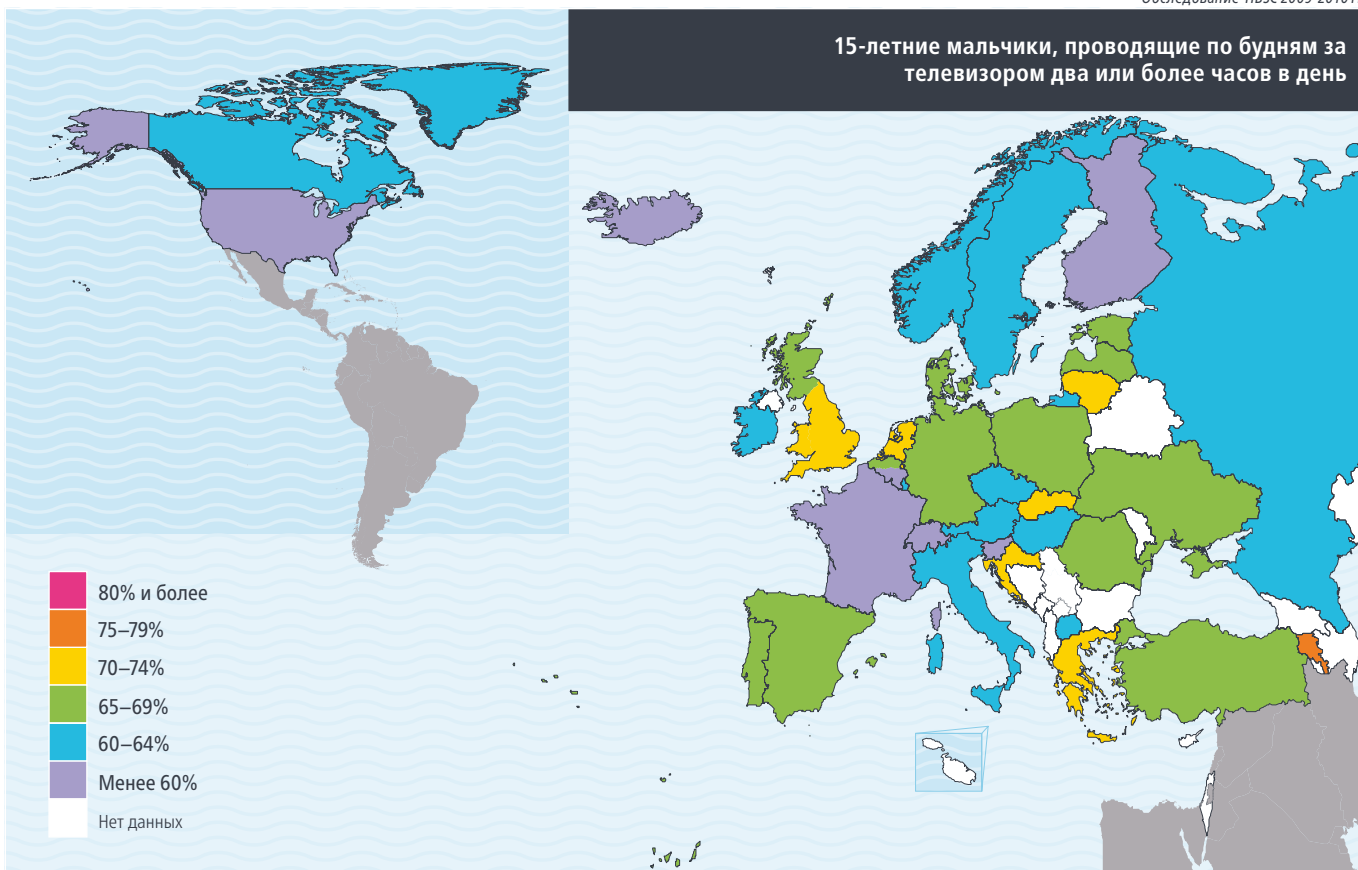 15-летние мальчики, проводящие по будням за
телевизором два или более часов в день
80% и более
75–79%
70–74%
65–69%
60–64%
Менее 60%
Нет данных